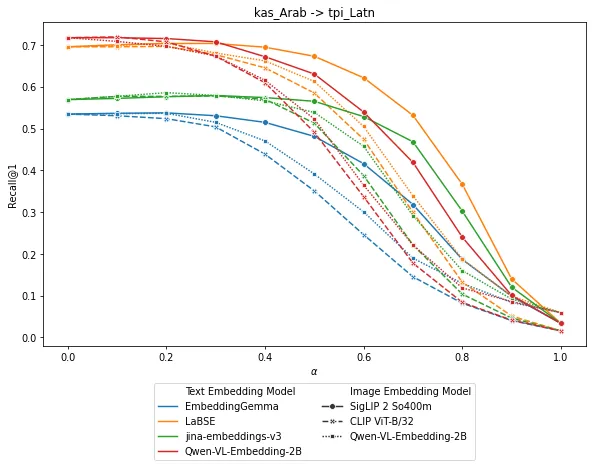 kas_Arab -> tpi_Latn
Recall@1
0.7
0.6
0.5
0.4
0.3
0.2
0.1
0.0
0.0 0.2 0.4 0.6 0.8 1.0
α
Text Embedding Model Image Embedding Model
EmbeddingGemma SigLIP 2 So400m
LaBSE CLIP ViT-B/32
jina-embeddings-v3 Qwen-VL-Embedding-2B
Qwen-VL-Embedding-2B